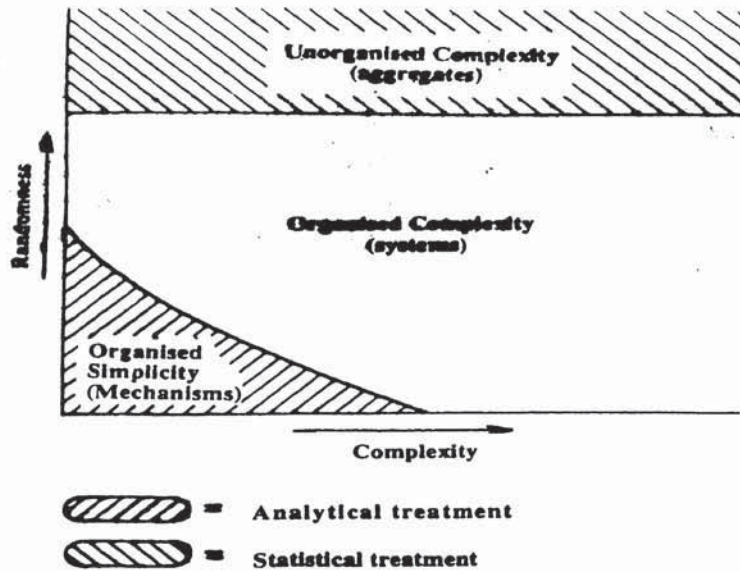 Unorganised Complexity
(aggregates)
Randomness
Organised Complexity
(systems)
Organised
Simplicity
(Mechanisms)
Complexity
= Analytical treatment
= Statistical treatment